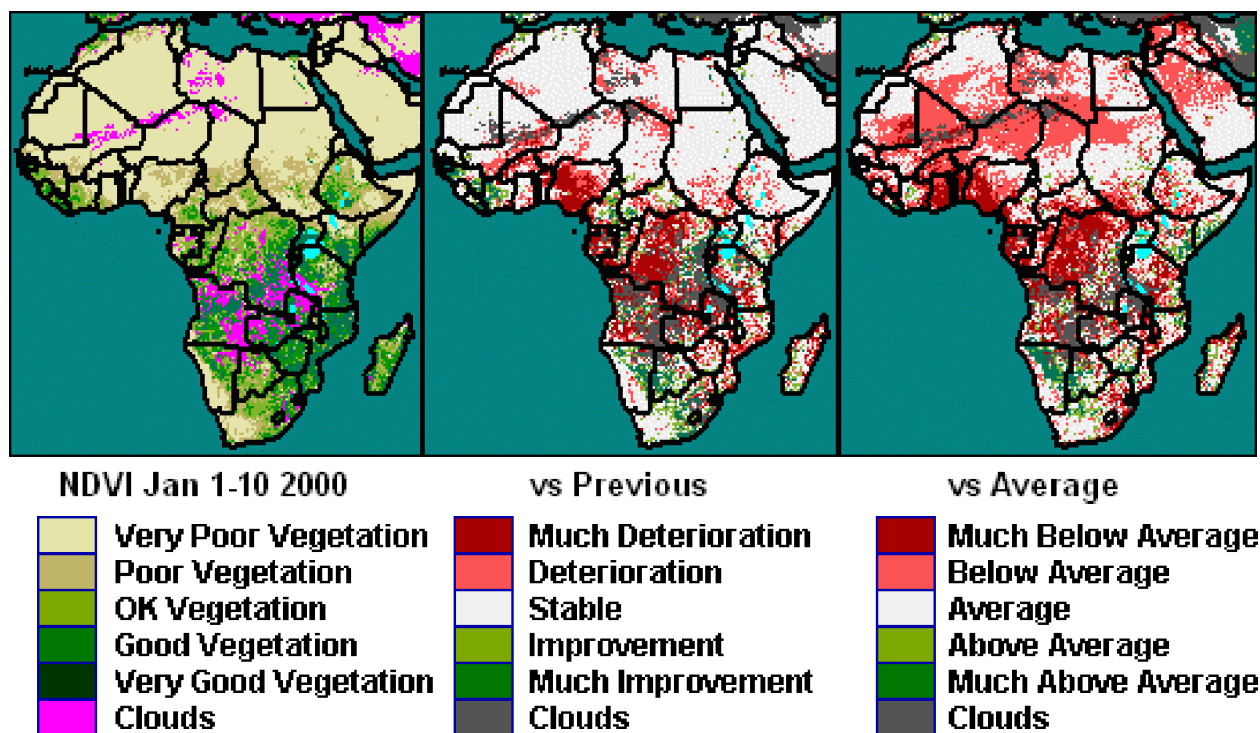 NDVI Jan 1-10 2000
Very Poor Vegetation
Poor Vegetation
OK Vegetation
Good Vegetation
Very Good Vegetation
Clouds
vs Previous
Much Deterioration
Deterioration
Stable
Improvement
Much Improvement
Clouds
vs Average
Much Below Average
Below Average
Average
Above Average
Much Above Average
Clouds